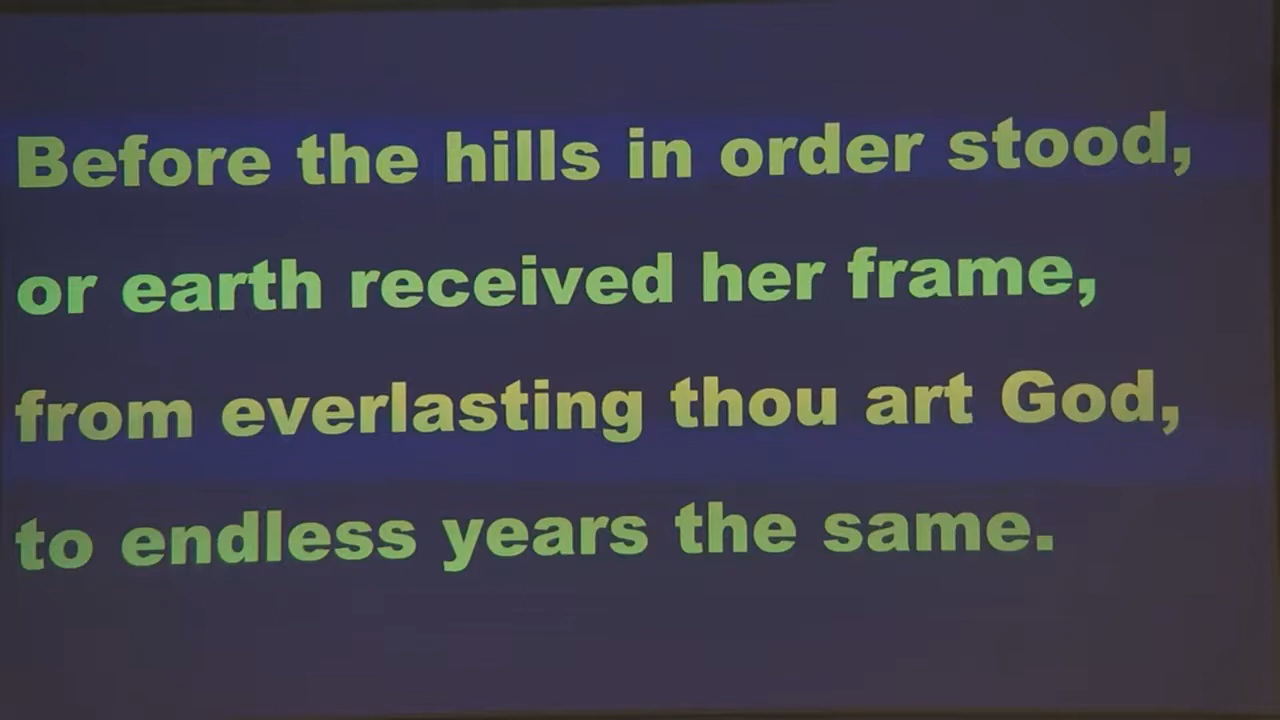 Before the hills in order stood,
or earth received her frame,
from everlasting thou art God,
to endless years the same.